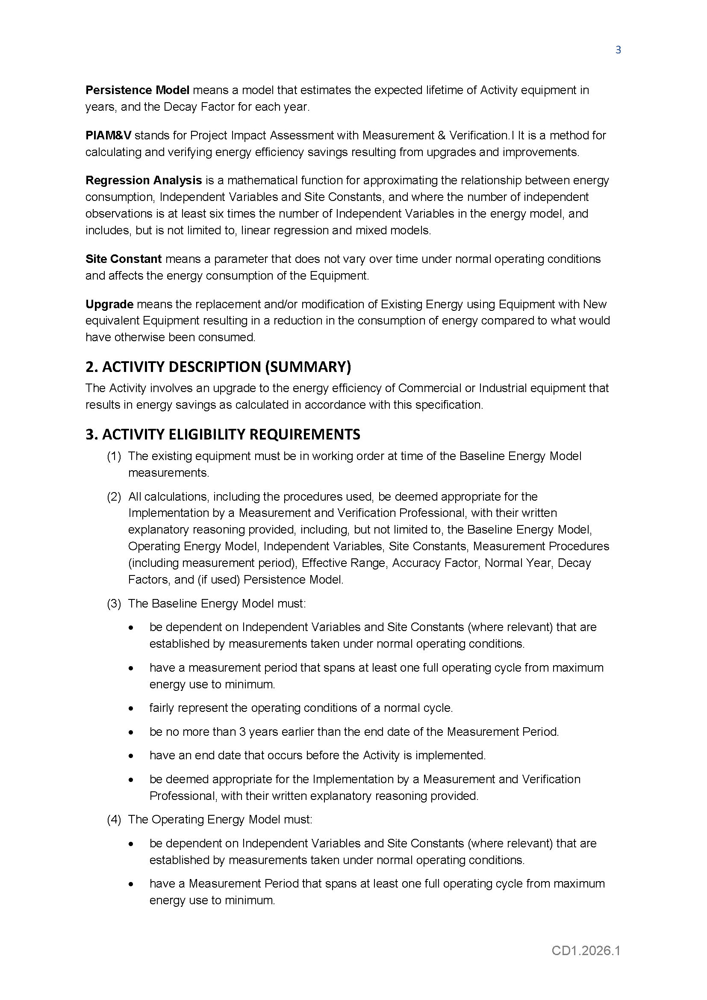 3
Persistence Model means a model that estimates the expected lifetime of Activity equipment in
years, and the Decay Factor for each year.
PIAM&V stands for Project Impact Assessment with Measurement & Verification.I It is a method for
calculating and verifying energy efficiency savings resulting from upgrades and improvements.
Regression Analysis is a mathematical function for approximating the relationship between energy
consumption, Independent Variables and Site Constants, and where the number of independent
observations is at least six times the number of Independent Variables in the energy model, and
includes, but is not limited to, linear regression and mixed models.
Site Constant means a parameter that does not vary over time under normal operating conditions
and affects the energy consumption of the Equipment.
Upgrade means the replacement and/or modification of Existing Energy using Equipment with New
equivalent Equipment resulting in a reduction in the consumption of energy compared to what would
have otherwise been consumed.
2. ACTIVITY DESCRIPTION (SUMMARY)
The Activity involves an upgrade to the energy efficiency of Commercial or Industrial equipment that
results in energy savings as calculated in accordance with this specification.
3. ACTIVITY ELIGIBILITY REQUIREMENTS
(1) The existing equipment must be in working order at time of the Baseline Energy Model
measurements.
(2) All calculations, including the procedures used, be deemed appropriate for the
Implementation by a Measurement and Verification Professional, with their written
explanatory reasoning provided, including, but not limited to, the Baseline Energy Model,
Operating Energy Model, Independent Variables, Site Constants, Measurement Procedures
(including measurement period), Effective Range, Accuracy Factor, Normal Year, Decay
Factors, and (if used) Persistence Model.
(3) The Baseline Energy Model must:
• be dependent on Independent Variables and Site Constants (where relevant) that are
established by measurements taken under normal operating conditions.
• have a measurement period that spans at least one full operating cycle from maximum
energy use to minimum.
• fairly represent the operating conditions of a normal cycle.
• be no more than 3 years earlier than the end date of the Measurement Period.
• have an end date that occurs before the Activity is implemented.
• be deemed appropriate for the Implementation by a Measurement and Verification
Professional, with their written explanatory reasoning provided.
(4) The Operating Energy Model must:
• be dependent on Independent Variables and Site Constants (where relevant) that are
established by measurements taken under normal operating conditions.
• have a Measurement Period that spans at least one full operating cycle from maximum
energy use to minimum.
CD1.2026.1